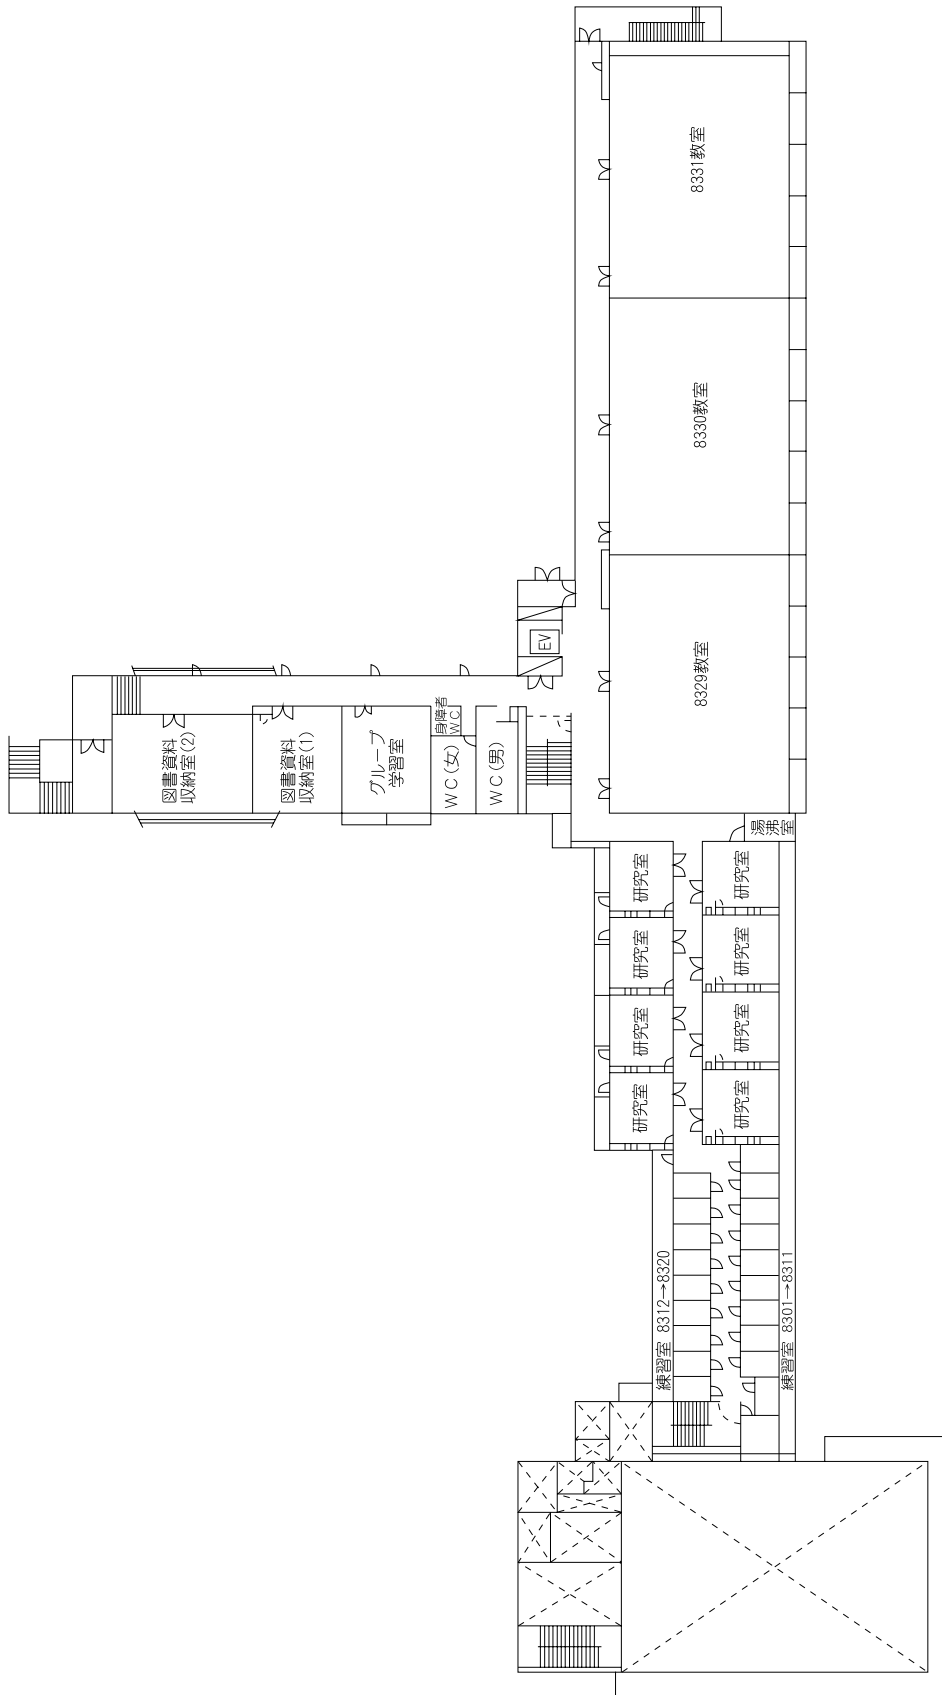 8331教室
8330教室
8329教室
EV
図書資料
収納室(2)
図書資料
収納室(1)
グループ
学習室
身障者
WC
WC(女)
WC(男)
湯沸
室
研究室
研究室
研究室
研究室
研究室
研究室
研究室
研究室
練習室 8312→8320
練習室 8301→8311